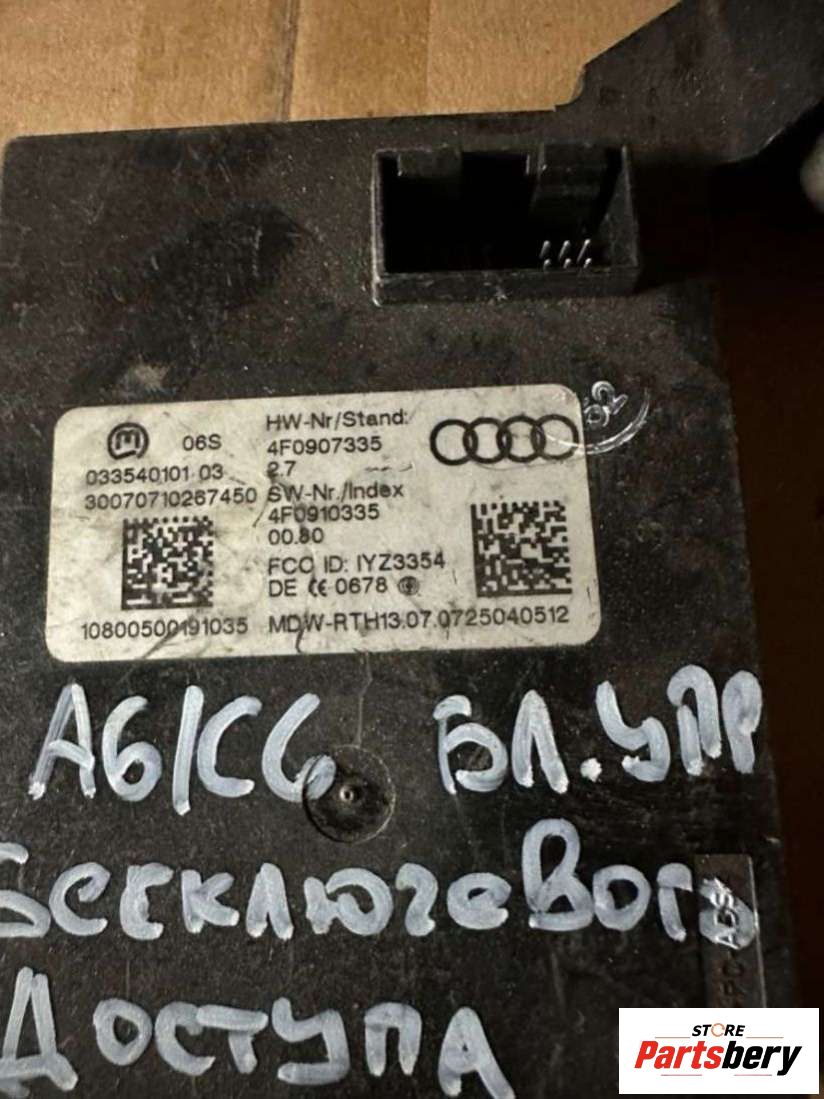 06S
033540101 03
30070710267450
10800500191035
HW-Nr/Stand:
4F0907335
2.7
SW-Nr./Index
4F0910335
00.80
FCC ID: IYZ3354
DE CE 0678
MDW-RTH13.07.0725040512
A6/C6 БЛ.УПР
Бесключевого
Доступа
STORE
Partsbery